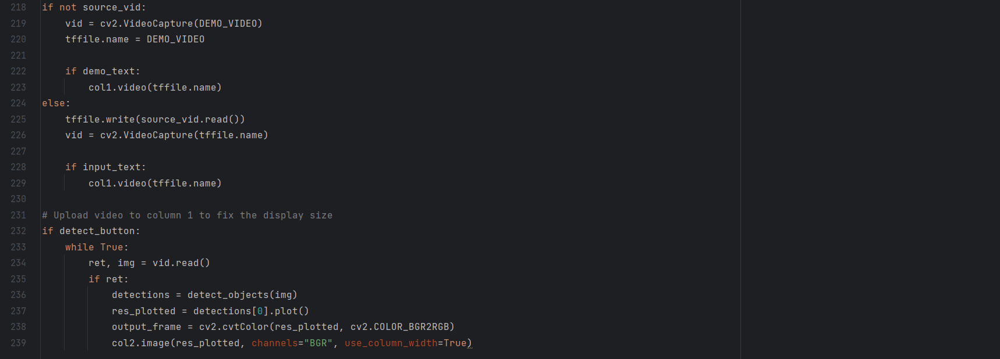 218 if not source_vid:
219     vid = cv2.VideoCapture(DEMO_VIDEO)
220     tffile.name = DEMO_VIDEO
221
222     if demo_text:
223         col1.video(tffile.name)
224 else:
225     tffile.write(source_vid.read())
226     vid = cv2.VideoCapture(tffile.name)
227
228     if input_text:
229         col1.video(tffile.name)
230
231 # Upload video to column 1 to fix the display size
232 if detect_button:
233     while True:
234         ret, img = vid.read()
235         if ret:
236             detections = detect_objects(img)
237             res_plotted = detections[0].plot()
238             output_frame = cv2.cvtColor(res_plotted, cv2.COLOR_BGR2RGB)
239             col2.image(res_plotted, channels="BGR", use_column_width=True)